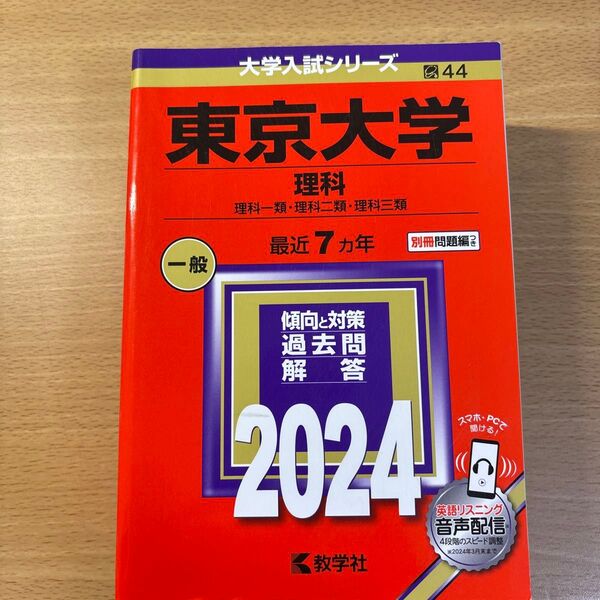 大学入試シリーズ
44
東京大学
理科
理科一類・理科二類・理科三類
最近7カ年
別冊問題編つき
一般
傾向と対策
過去問
解答
2024
スマホ・PCで
聞ける!
英語リスニング
音声配信
4段階のスピード調整
※2024年3月末まで
教学社